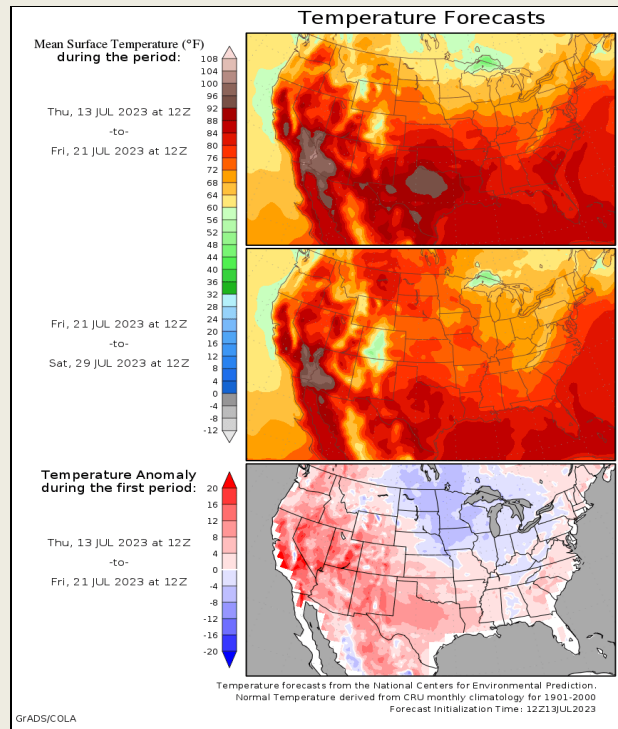 Temperature Forecasts
Mean Surface Temperature (°F)
during the period:
108
104
100
96
92
88
84
80
76
72
68
64
60
56
52
48
44
40
36
32
28
24
20
16
12
8
4
0
-4
-8
-12
Thu, 13 JUL 2023 at 12Z
-to-
Fri, 21 JUL 2023 at 12Z
Fri, 21 JUL 2023 at 12Z
-to-
Sat, 29 JUL 2023 at 12Z
Temperature Anomaly
during the first period:
20
16
12
8
4
0
-4
-8
-12
-16
-20
Thu, 13 JUL 2023 at 12Z
-to-
Fri, 21 JUL 2023 at 12Z
Temperature forecasts from the National Centers for Environmental Prediction.
Normal Temperature derived from CRU monthly climatology for 1901-2000
Forecast Initialization Time: 12Z13JUL2023
GrADS/COLA